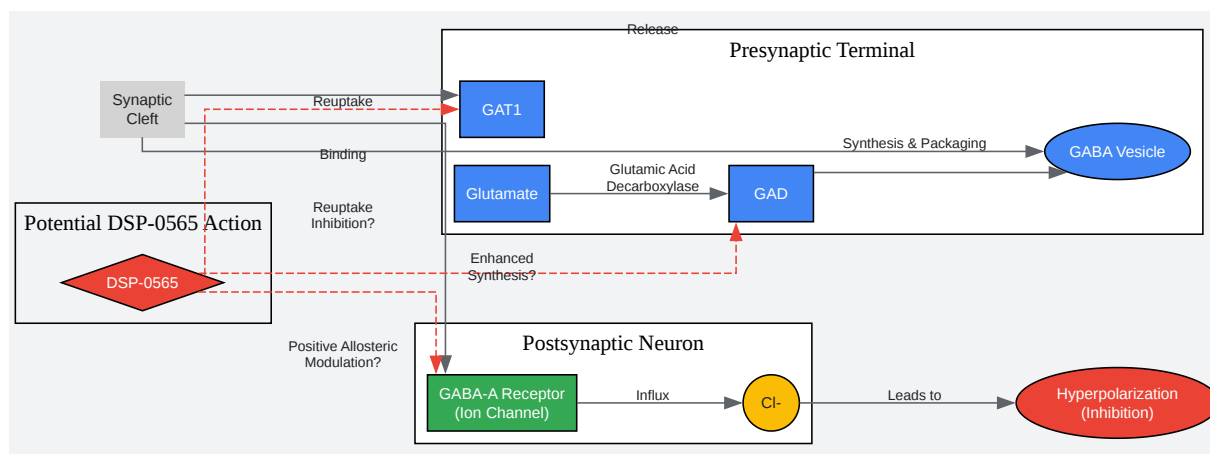 Release
Presynaptic Terminal
Synaptic
Cleft
Reuptake
GAT1
Binding
Synthesis & Packaging
GABA Vesicle
Glutamate
Glutamic Acid
Decarboxylase
GAD
Potential DSP-0565 Action
Reuptake
Inhibition?
DSP-0565
Enhanced
Synthesis?
Positive Allosteric
Modulation?
Postsynaptic Neuron
GABA-A Receptor
(Ion Channel)
Influx
Cl-
Leads to
Hyperpolarization
(Inhibition)